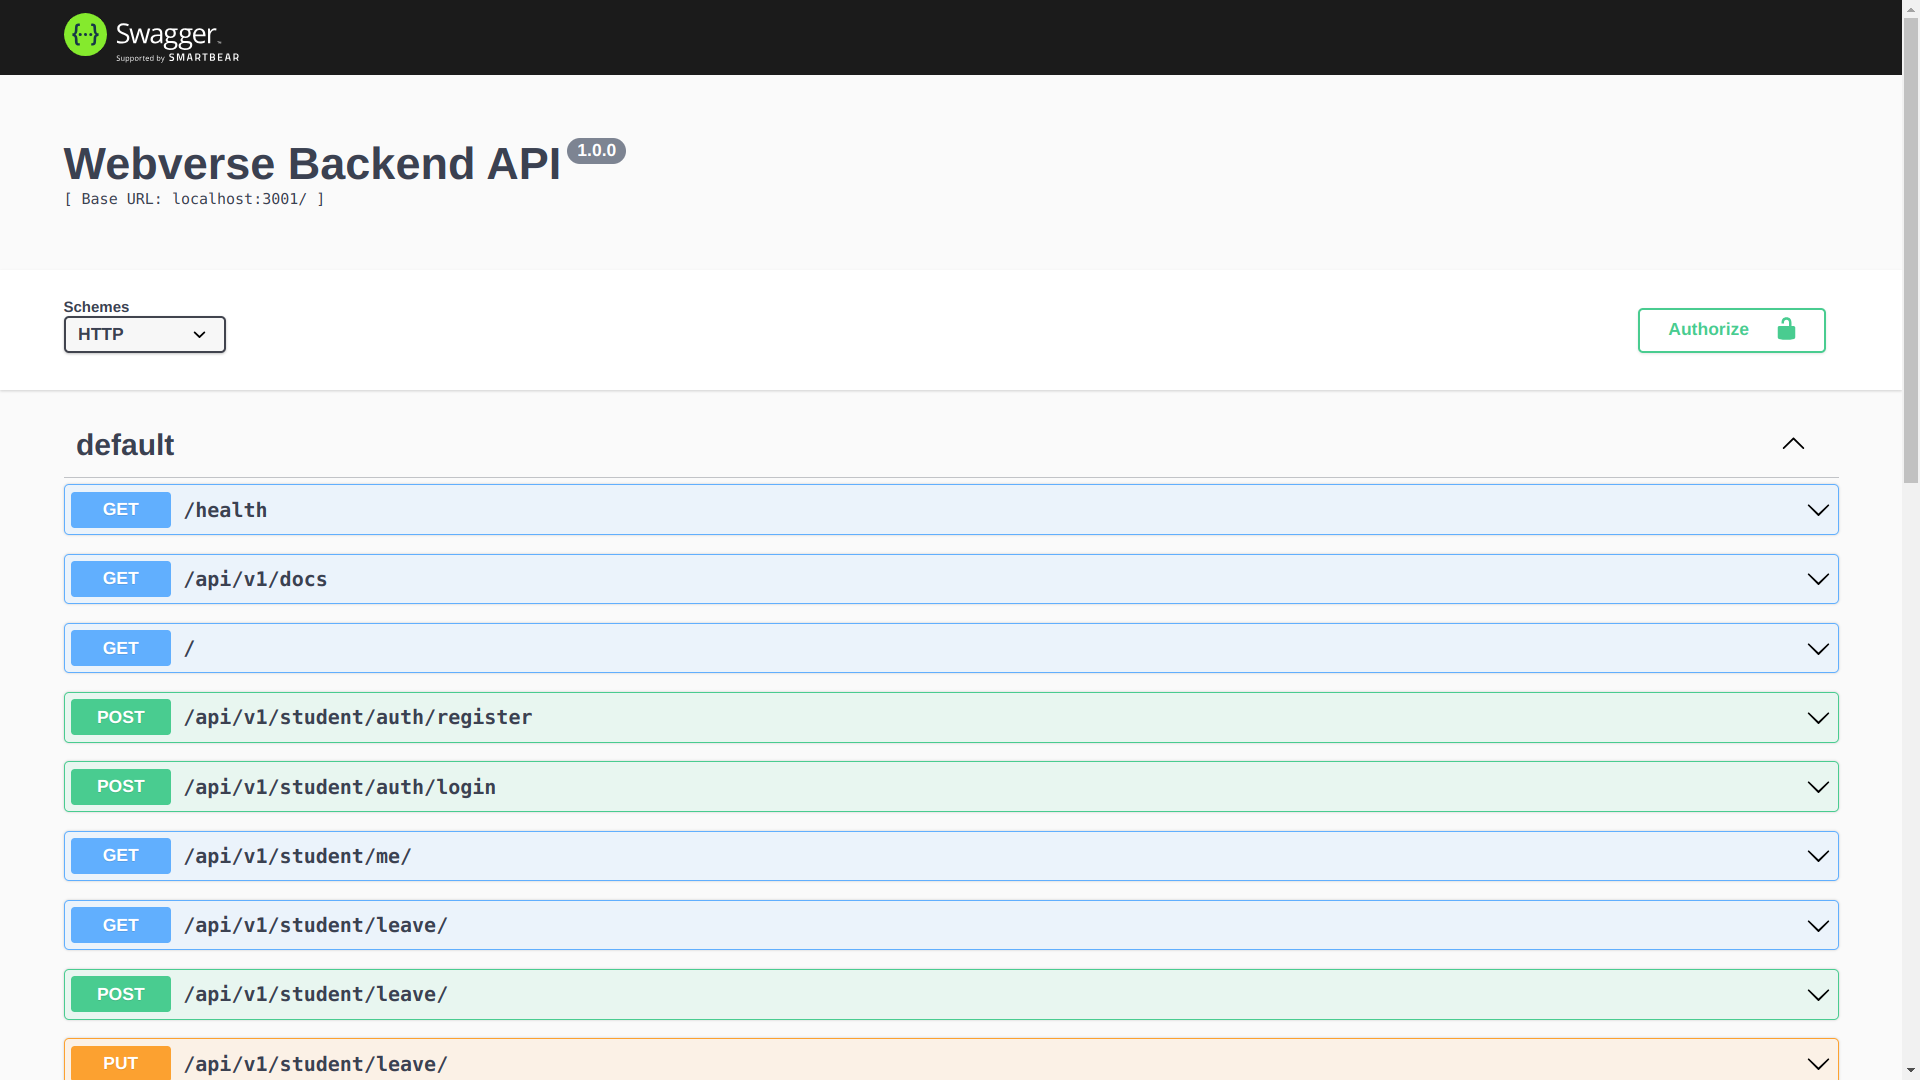 {···} Swagger™
Supported by SMARTBEAR
Webverse Backend API 1.0.0
[ Base URL: localhost:3001/ ]
Schemes
HTTP
Authorize
default
GET /health
GET /api/v1/docs
GET /
POST /api/v1/student/auth/register
POST /api/v1/student/auth/login
GET /api/v1/student/me/
GET /api/v1/student/leave/
POST /api/v1/student/leave/
PUT /api/v1/student/leave/